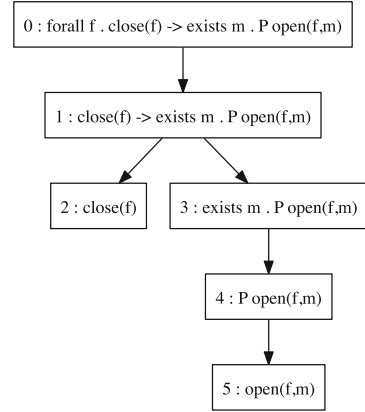 0 : forall f . close(f) -> exists m . P open(f,m)
1 : close(f) -> exists m . P open(f,m)
2 : close(f)
3 : exists m . P open(f,m)
4 : P open(f,m)
5 : open(f,m)